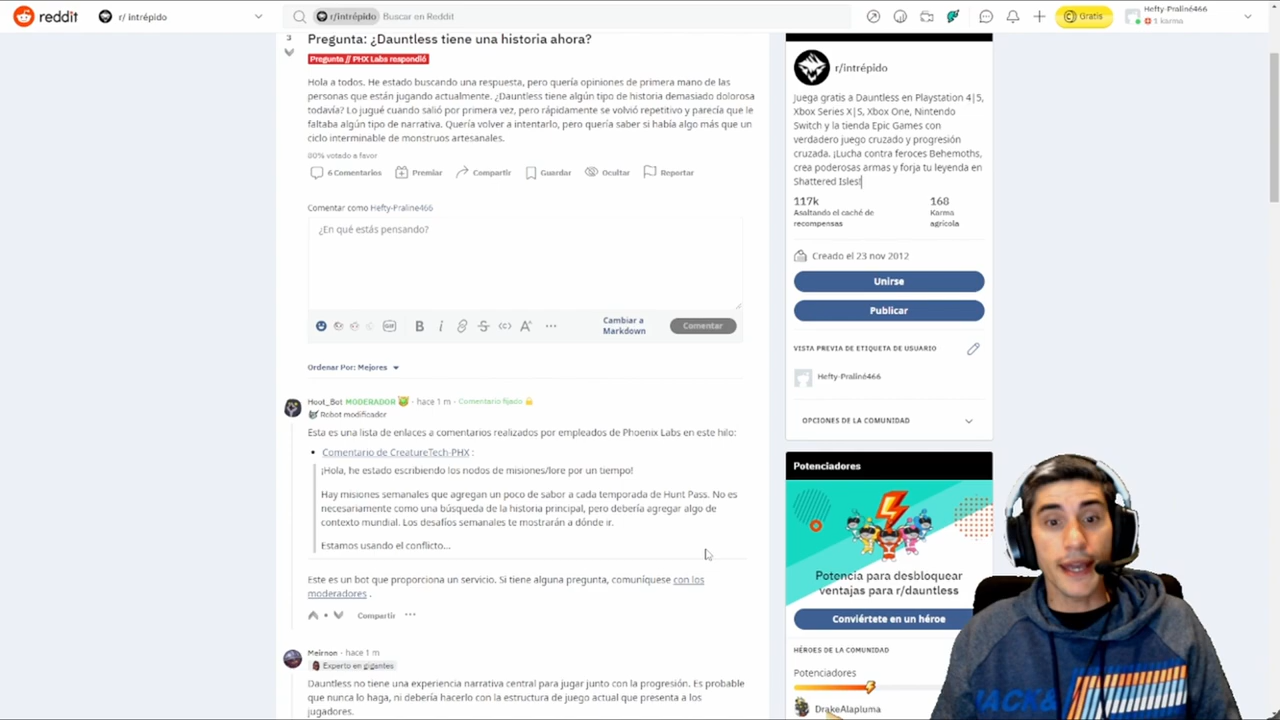 reddit
r/ intrépido
r/intrépido Buscar en Reddit
Gratis
Hefty-Praliné466
1 karma
3
Pregunta: ¿Dauntless tiene una historia ahora?
Pregunta // PHX Labs respondió
Hola a todos. He estado buscando una respuesta, pero quería opiniones de primera mano de las
personas que están jugando actualmente. ¿Dauntless tiene algún tipo de historia demasiado dolorosa
todavía? Lo jugué cuando salió por primera vez, pero rápidamente se volvió repetitivo y parecía que le
faltaba algún tipo de narrativa. Quería volver a intentarlo, pero quería saber si había algo más que un
ciclo interminable de monstruos artesanales.
80% votado a favor
6 Comentarios Premiar Compartir Guardar Ocultar Reportar
Comentar como Hefty-Praline466
¿En qué estás pensando?
GIF B i S A ...
Cambiar a
Markdown
Comentar
Ordenar Por: Mejores
Hoot_Bot MODERADOR · hace 1 m · Comentario fijado
Robot modificador
Esta es una lista de enlaces a comentarios realizados por empleados de Phoenix Labs en este hilo:
• Comentario de CreatureTech-PHX :
¡Hola, he estado escribiendo los nodos de misiones/lore por un tiempo!
Hay misiones semanales que agregan un poco de sabor a cada temporada de Hunt Pass. No es
necesariamente como una búsqueda de la historia principal, pero debería agregar algo de
contexto mundial. Los desafíos semanales te mostrarán a dónde ir.
Estamos usando el conflicto...
Este es un bot que proporciona un servicio. Si tiene alguna pregunta, comuníquese con los
moderadores .
Compartir ...
Meirnon · hace 1 m
Experto en gigantes
Dauntless no tiene una experiencia narrativa central para jugar junto con la progresión. Es probable
que nunca lo haga, ni debería hacerlo con la estructura de juego actual que presenta a los
jugadores.
r/intrépido
Juega gratis a Dauntless en Playstation 4|5,
Xbox Series X|S, Xbox One, Nintendo
Switch y la tienda Epic Games con
verdadero juego cruzado y progresión
cruzada. ¡Lucha contra feroces Behemoths,
crea poderosas armas y forja tu leyenda en
Shattered Isles!
117k 168
Asaltando el caché de
recompensas
Karma
agrícola
Creado el 23 nov 2012
Unirse
Publicar
VISTA PREVIA DE ETIQUETA DE USUARIO
Hefty-Praliné466
OPCIONES DE LA COMUNIDAD
Potenciadores
Potencia para desbloquear
ventajas para r/dauntless
Conviértete en un héroe
HÉROES DE LA COMUNIDAD
Potenciadores
DrakeAlapluma